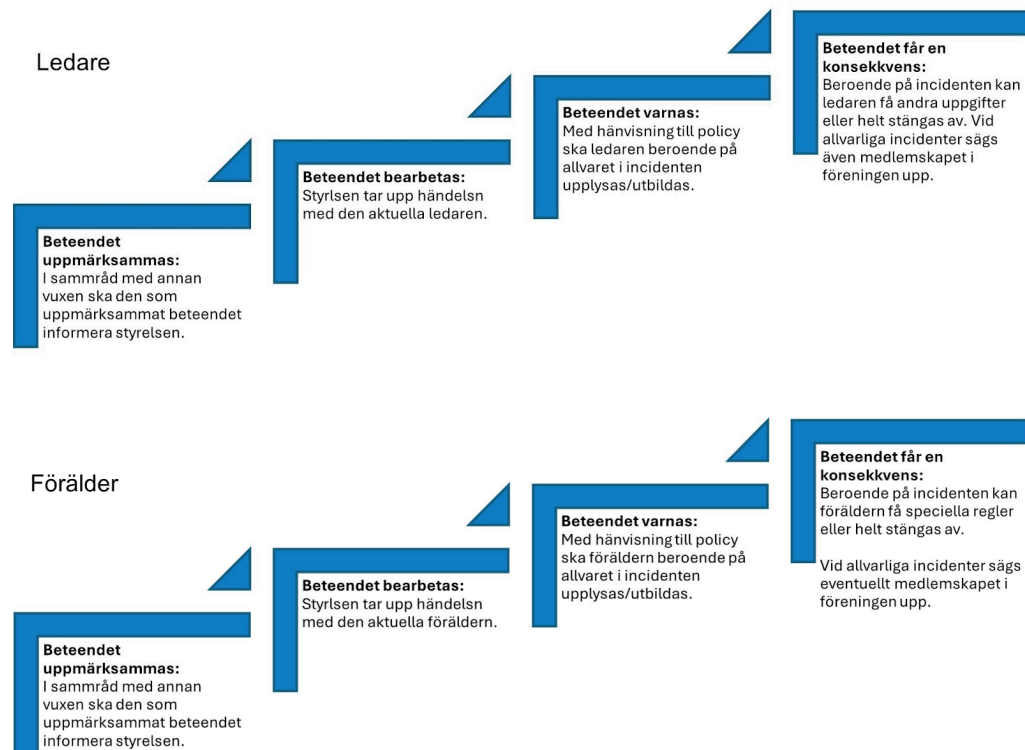 Ledare
Beteendet
uppmärksammas:
I sammråd med annan
vuxen ska den som
uppmärksammat beteendet
informera styrelsen.
Beteendet bearbetas:
Styrlsen tar upp händelsn
med den aktuella ledaren.
Beteendet varnas:
Med hänvisning till policy
ska ledaren beroende på
allvaret i incidenten
upplysas/utbildas.
Beteendet får en
konsekkvens:
Beroende på incidenten kan
ledaren få andra uppgifter
eller helt stängas av. Vid
allvarliga incidenter sägs
även medlemskapet i
föreningen upp.
Förälder
Beteendet
uppmärksammas:
I sammråd med annan
vuxen ska den som
uppmärksammat beteendet
informera styrelsen.
Beteendet bearbetas:
Styrlsen tar upp händelsn
med den aktuella föräldern.
Beteendet varnas:
Med hänvisning till policy
ska föräldern beroende på
allvaret i incidenten
upplysas/utbildas.
Beteendet får en
konsekkvens:
Beroende på incidenten kan
föräldern få speciella regler
eller helt stängas av.
Vid allvarliga incidenter sägs
eventuellt medlemskapet i
föreningen upp.